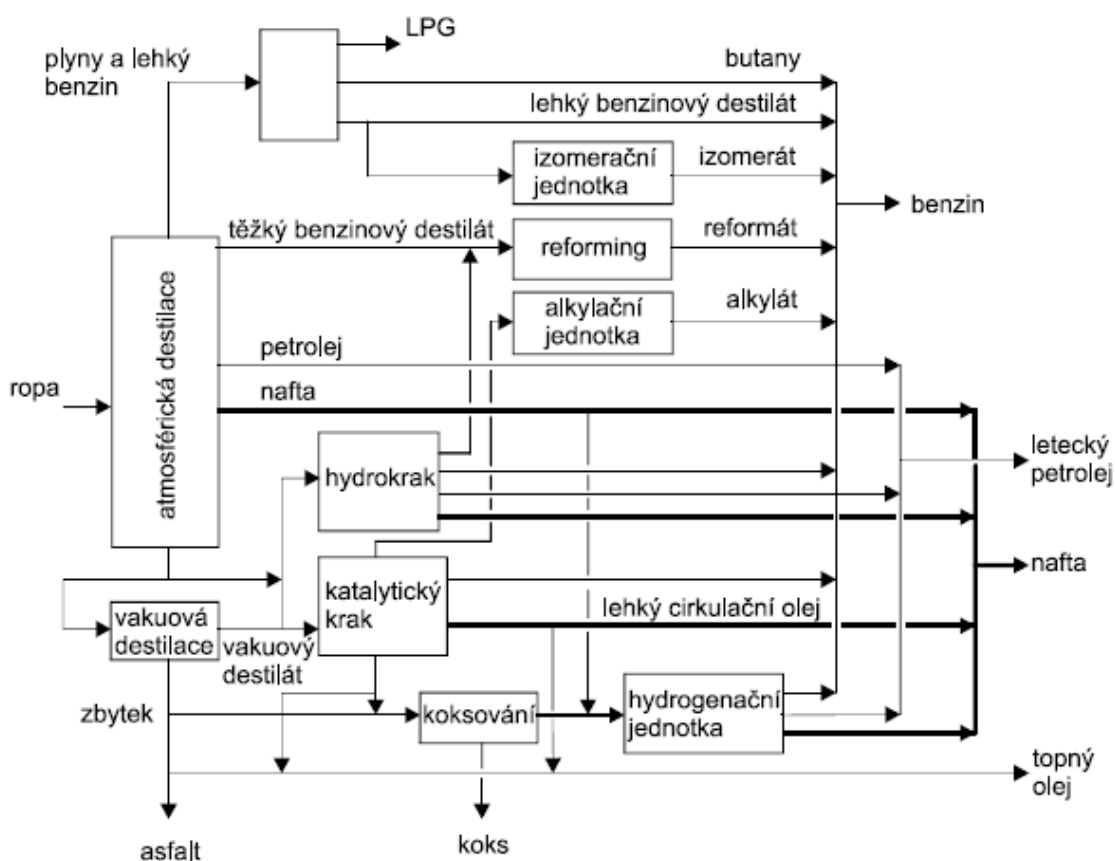 LPG
plyny a lehký
benzin
butany
lehký benzinový destilát
izomerační
jednotka
izomerát
benzin
těžký benzinový destilát
reforming
reformát
alkylační
jednotka
alkylát
atmosférická destilace
petrolej
ropa
nafta
letecký
petrolej
hydrokrak
nafta
katalytický
krak
lehký cirkulační olej
vakuová
destilace
vakuový
destilát
zbytek
koksování
hydrogenační
jednotka
topný
olej
asfalt
koks